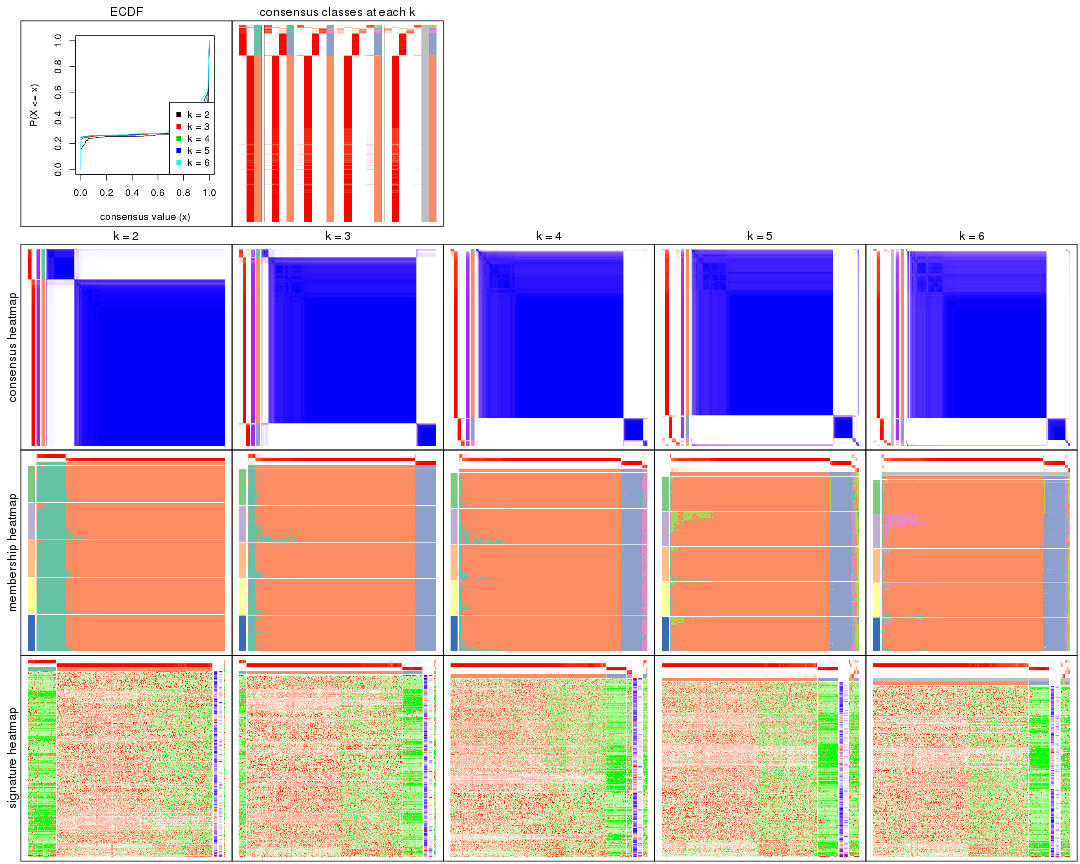 ECDF
consensus classes at each k
P(X <= x)
0.0 0.2 0.4 0.6 0.8 1.0
k = 2
k = 3
k = 4
k = 5
k = 6
0.0 0.2 0.4 0.6 0.8 1.0
consensus value (x)
k = 2 k = 3 k = 4 k = 5 k = 6
consensus heatmap
membership heatmap
signature heatmap